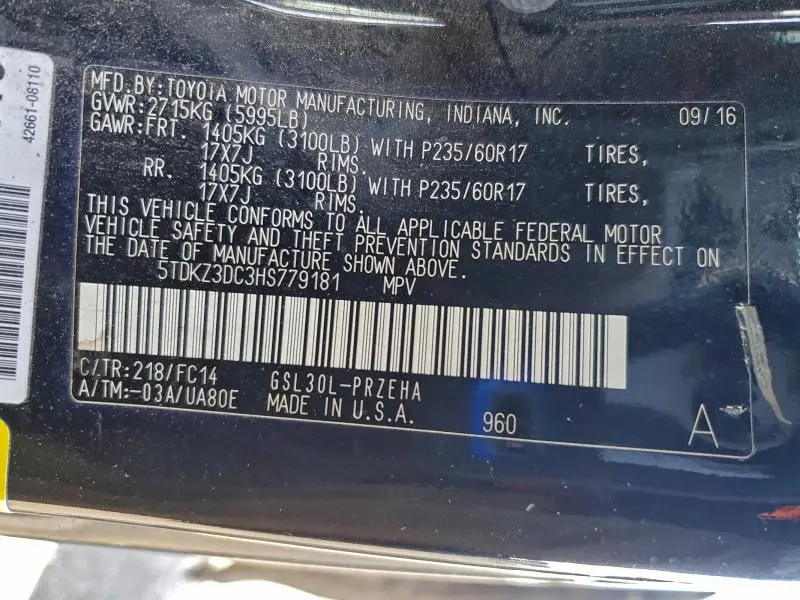 42661-08110
MFD.BY:TOYOTA MOTOR MANUFACTURING, INDIANA, INC. 09/16
GVWR:2715KG (5995LB)
GAWR:FRT. 1405KG (3100LB) WITH P235/60R17 TIRES,
17X7J RIMS.
RR. 1405KG (3100LB) WITH P235/60R17 TIRES,
17X7J RIMS.
THIS VEHICLE CONFORMS TO ALL APPLICABLE FEDERAL MOTOR
VEHICLE SAFETY AND THEFT PREVENTION STANDARDS IN EFFECT ON
THE DATE OF MANUFACTURE SHOWN ABOVE.
5TDKZ3DC3HS779181 MPV
C/TR:218/FC14 GSL30L-PRZEHA
A/TM:-03A/UA80E MADE IN U.S.A. 960 A